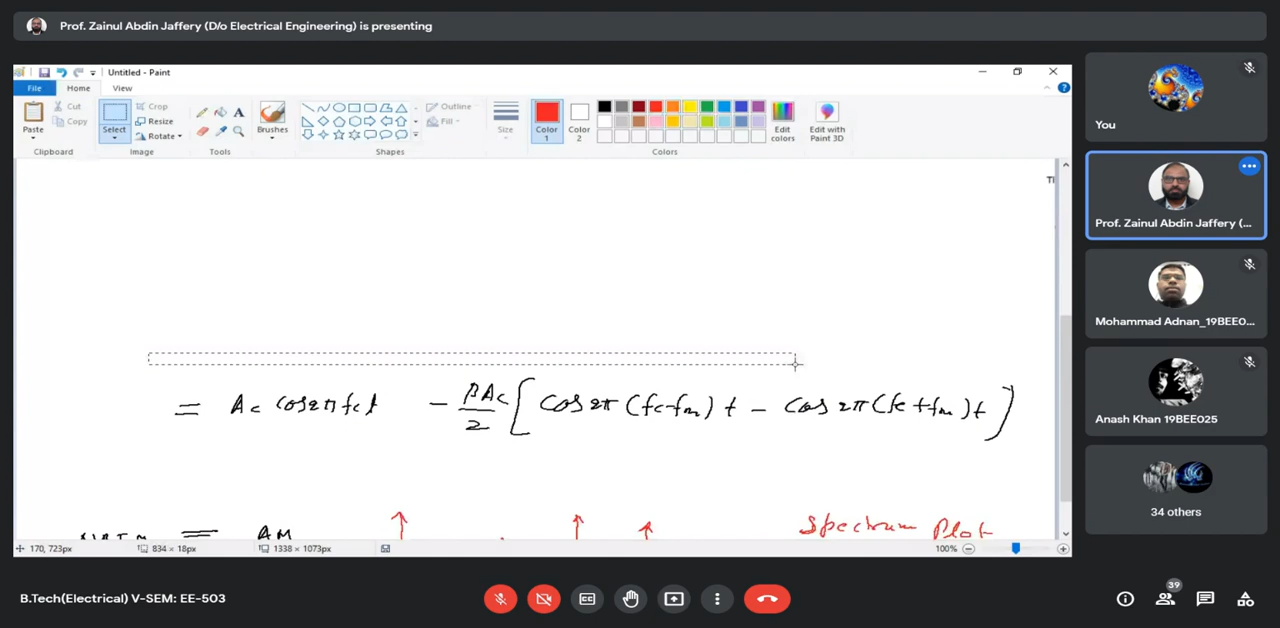 Prof. Zainul Abdin Jaffery (D/o Electrical Engineering) is presenting
Untitled - Paint
File Home View
Paste
Cut
Copy
Clipboard
Select
Crop
Resize
Rotate
Image
A
Tools
Brushes
Outline
Fill
Shapes
Size
Color 1
Color 2
Edit colors
Edit with Paint 3D
Colors
= Ac cos2π fc t - βAc/2 [ cos 2π (fc-fm) t - cos 2π (fc+fm) t ]
= AM
Spectrum Plot
170, 723px 834 × 18px 1338 × 1073px 100%
You
Prof. Zainul Abdin Jaffery (...
Mohammad Adnan_19BEE0...
Anash Khan 19BEE025
34 others
B.Tech(Electrical) V-SEM: EE-503
CC
39